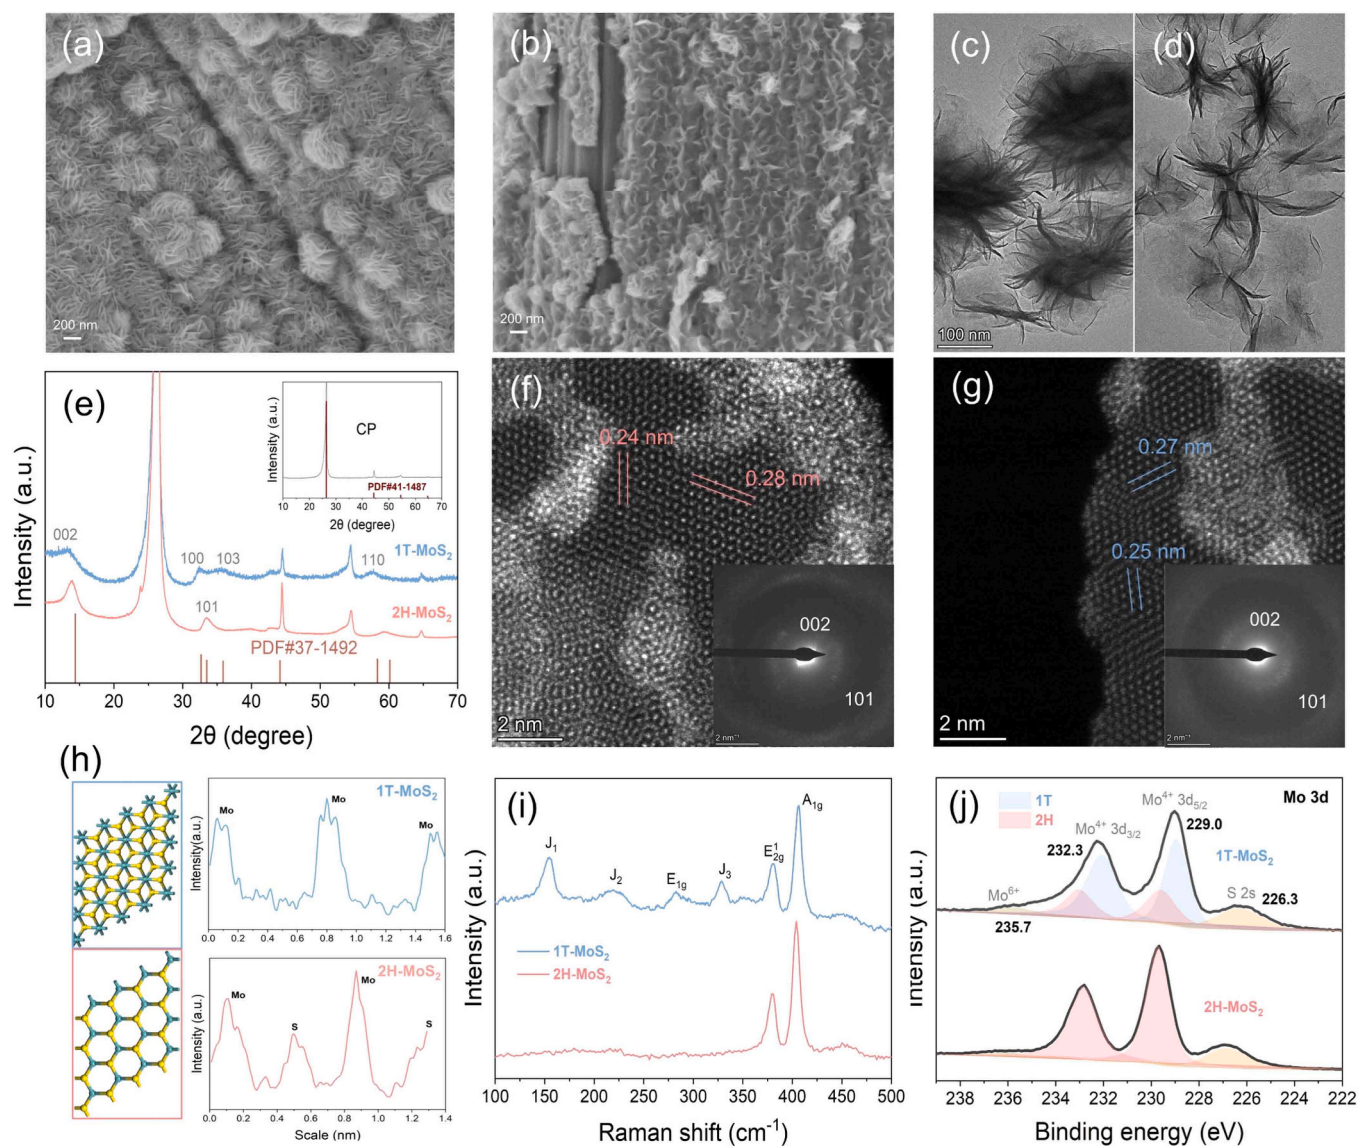 (a)
200 nm
(b)
200 nm
(c)
100 nm
(d)
(e)
Intensity (a.u.)
002
100
103
110
1T-MoS₂
101
2H-MoS₂
PDF#37-1492
10 20 30 40 50 60 70
2θ (degree)
Intensity (a.u.)
CP
PDF#41-1487
10 20 30 40 50 60 70
2θ (degree)
(f)
0.24 nm
0.28 nm
2 nm
002
101
2 nm⁻¹
(g)
0.27 nm
0.25 nm
2 nm
002
101
2 nm⁻¹
(h)
Intensity(a.u.)
1T-MoS₂
Mo
Mo
Mo
0.0 0.2 0.4 0.6 0.8 1.0 1.2 1.4 1.6
Intensity (a.u.)
2H-MoS₂
Mo
S
Mo
S
0.0 0.2 0.4 0.6 0.8 1.0 1.2 1.4
Scale (nm)
(i)
Intensity (a.u.)
J₁
J₂
E₁g
J₃
E¹₂g
A₁g
1T-MoS₂
2H-MoS₂
100 150 200 250 300 350 400 450 500
Raman shift (cm⁻¹)
(j)
Intensity (a.u.)
1T
2H
Mo 3d
Mo⁴⁺ 3d₅/₂
229.0
Mo⁴⁺ 3d₃/₂
232.3
1T-MoS₂
Mo⁶⁺
235.7
S 2s
226.3
2H-MoS₂
238 236 234 232 230 228 226 224 222
Binding energy (eV)